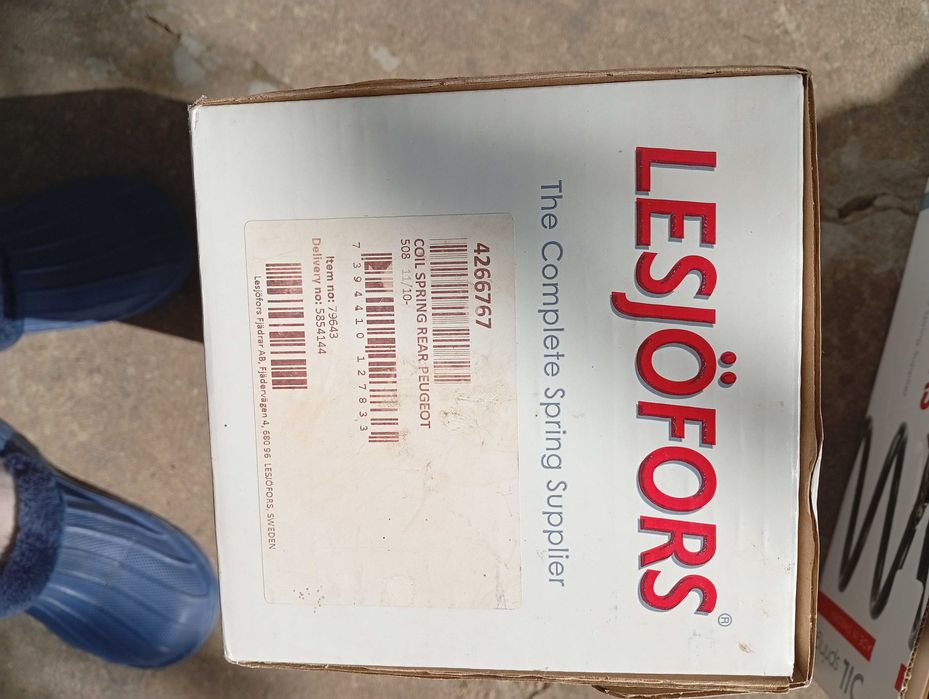 LESJÖFORS®
The Complete Spring Supplier
4266767
COIL SPRING REAR PEUGEOT
508 11/10-
7 394410 127833
Item no: 79643
Delivery no: 5854144
Lesjöfors Fjädrar AB, Fjädervägen 4, 680 96 LESJÖFORS, SWEDEN